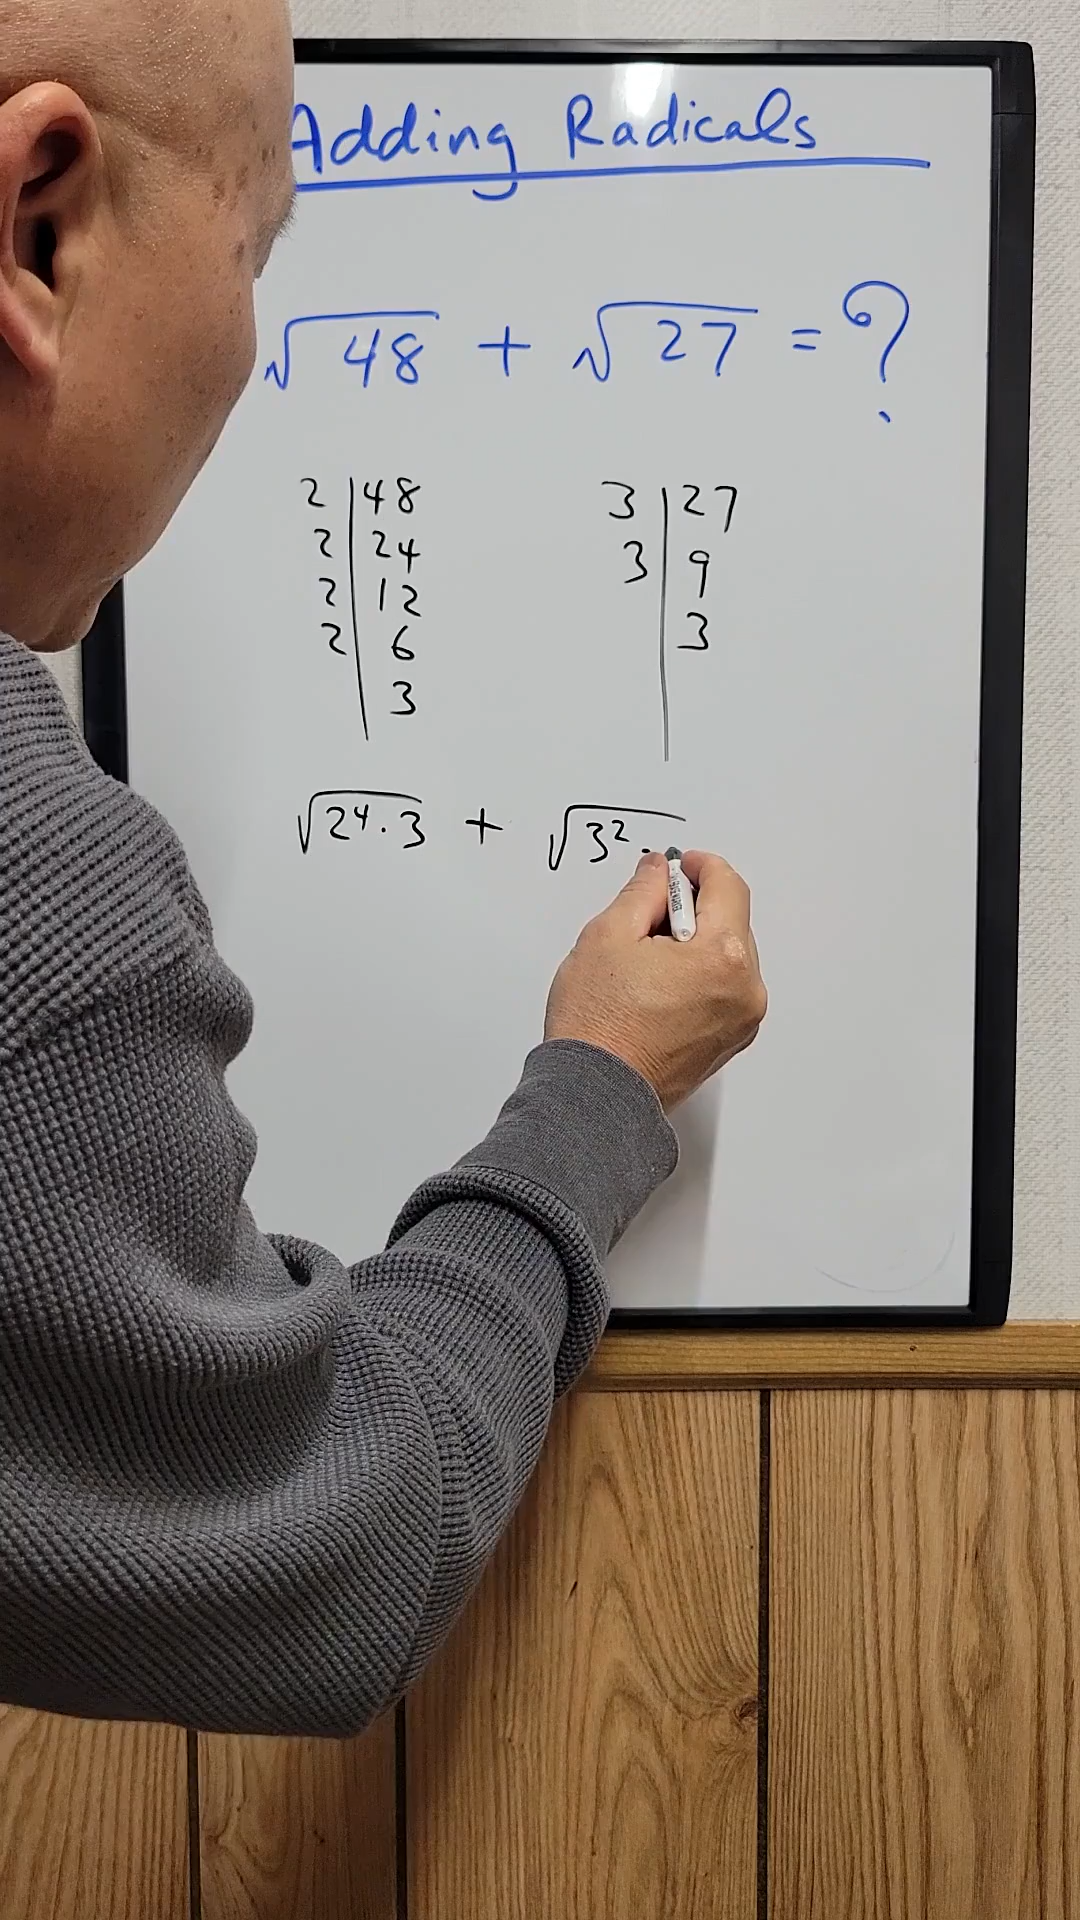 Adding Radicals
√48 + √27 = ?
2 | 48 3 | 27
2 | 24 3 | 9
2 | 12 3
2 | 6
3
√2⁴·3 + √3²·